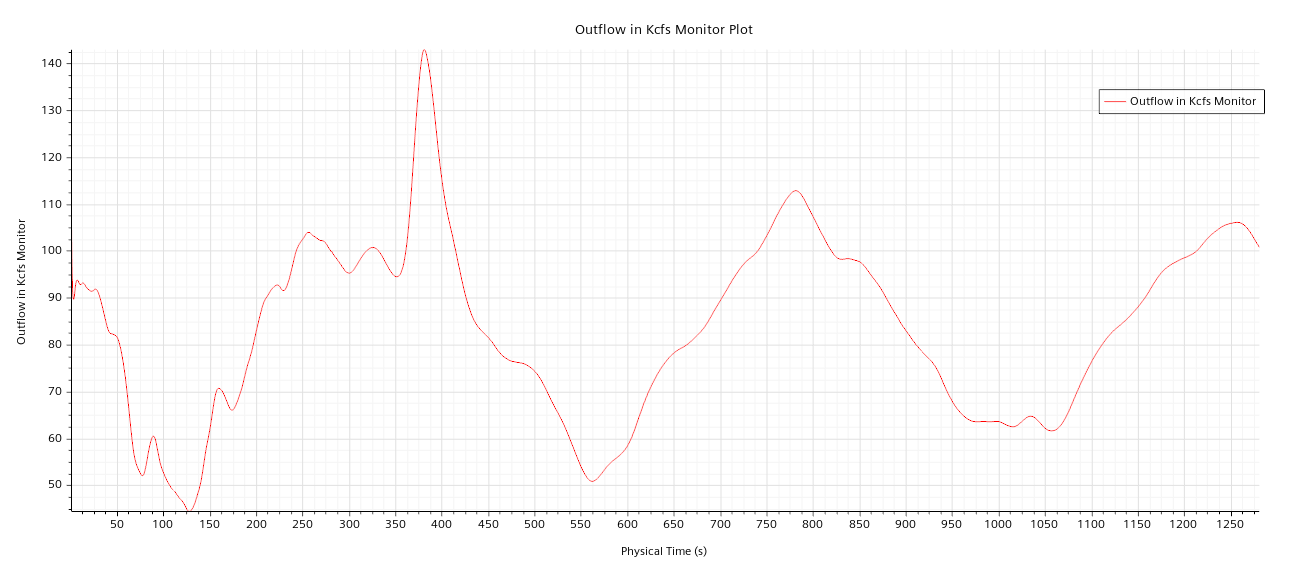 Outflow in Kcfs Monitor Plot
Outflow in Kcfs Monitor
140
130
120
110
100
90
80
70
60
50
Outflow in Kcfs Monitor
50 100 150 200 250 300 350 400 450 500 550 600 650 700 750 800 850 900 950 1000 1050 1100 1150 1200 1250
Physical Time (s)